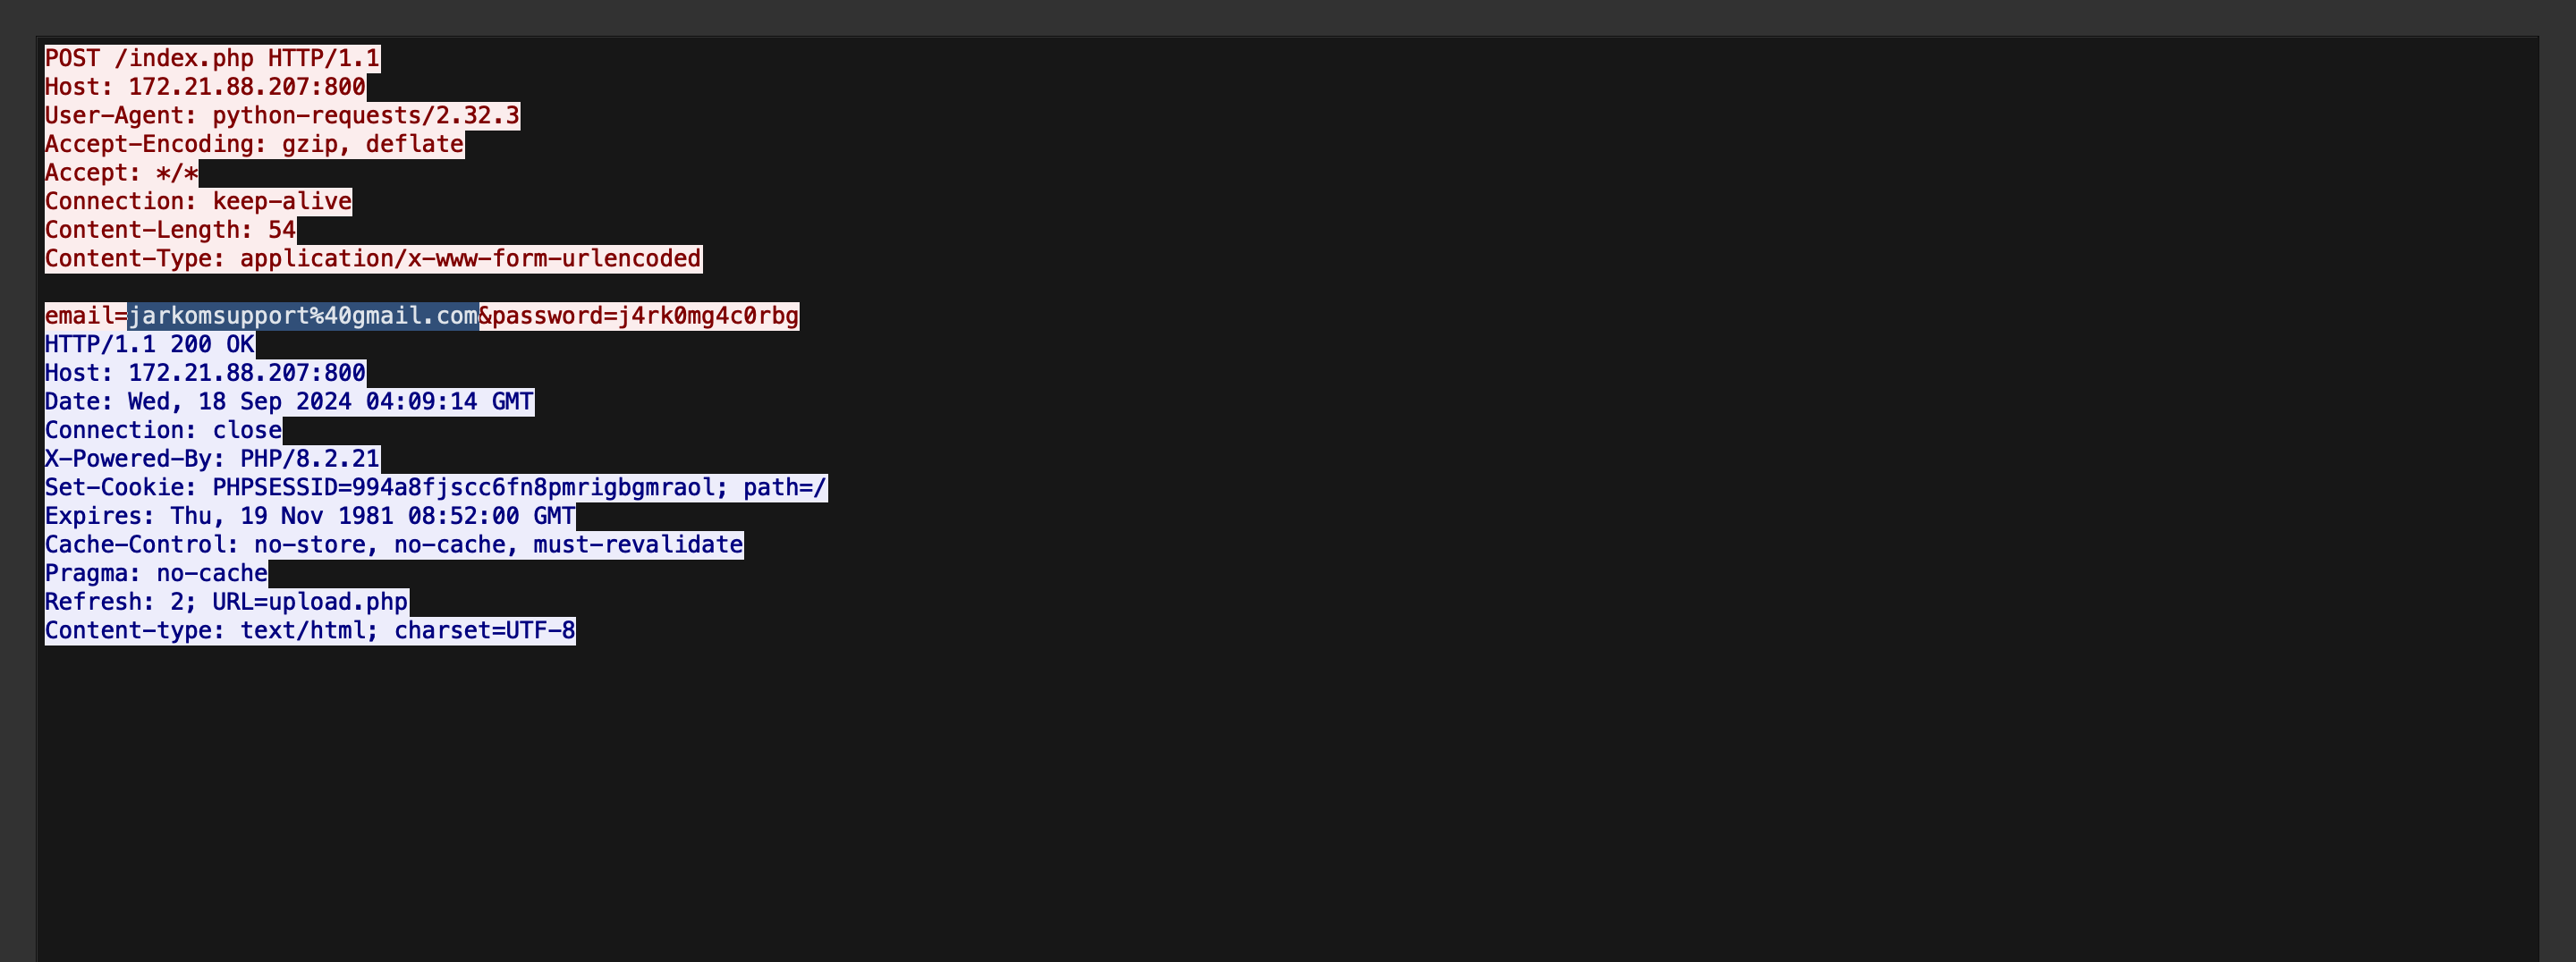 POST /index.php HTTP/1.1
Host: 172.21.88.207:800
User-Agent: python-requests/2.32.3
Accept-Encoding: gzip, deflate
Accept: */*
Connection: keep-alive
Content-Length: 54
Content-Type: application/x-www-form-urlencoded

email=jarkomsupport%40gmail.com&password=j4rk0mg4c0rbg
HTTP/1.1 200 OK
Host: 172.21.88.207:800
Date: Wed, 18 Sep 2024 04:09:14 GMT
Connection: close
X-Powered-By: PHP/8.2.21
Set-Cookie: PHPSESSID=994a8fjscc6fn8pmrigbgmraol; path=/
Expires: Thu, 19 Nov 1981 08:52:00 GMT
Cache-Control: no-store, no-cache, must-revalidate
Pragma: no-cache
Refresh: 2; URL=upload.php
Content-type: text/html; charset=UTF-8